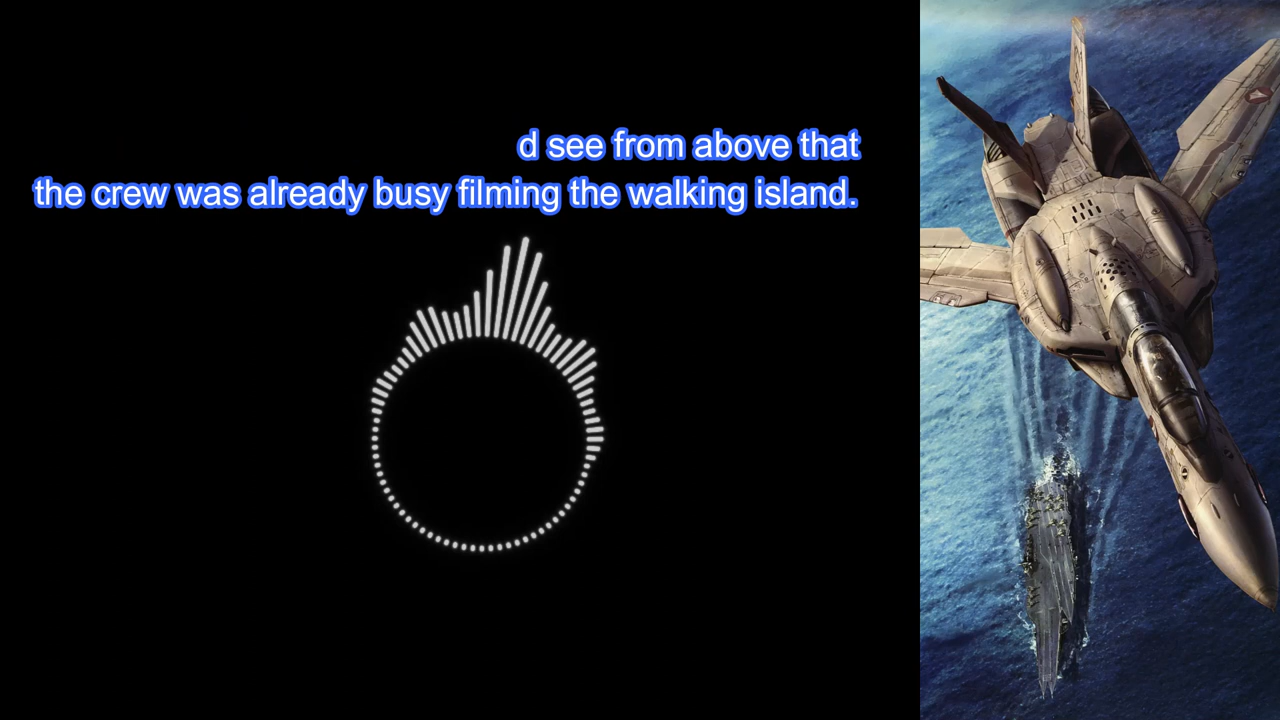 d see from above that
the crew was already busy filming the walking island.